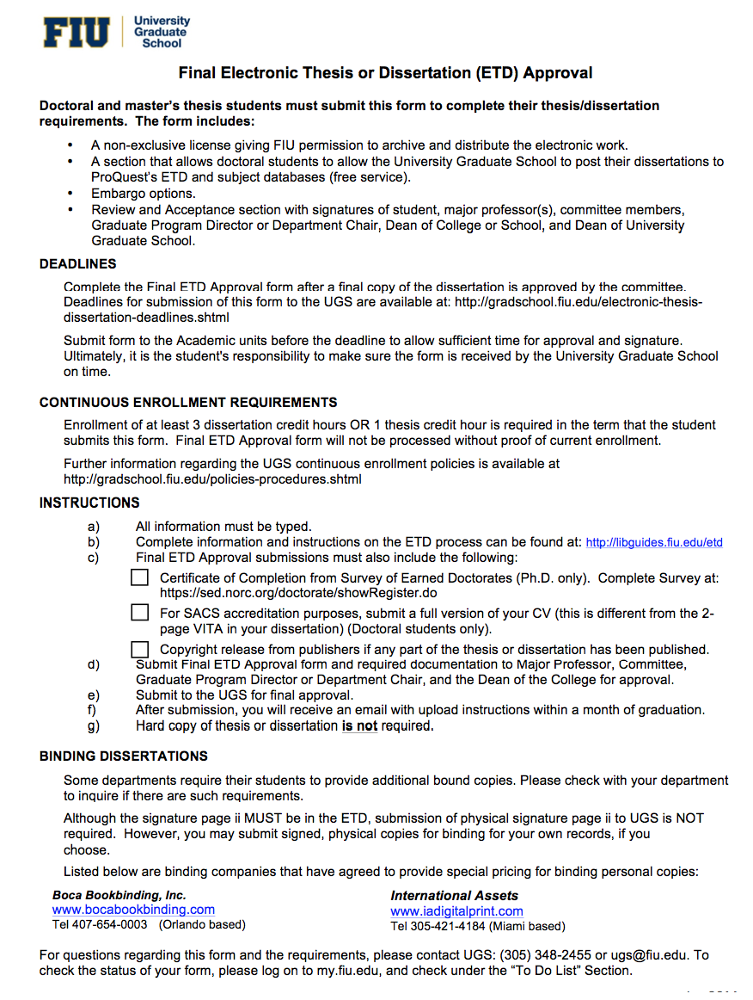 FIU
University
Graduate
School
Final Electronic Thesis or Dissertation (ETD) Approval
Doctoral and master's thesis students must submit this form to complete their thesis/dissertation
requirements. The form includes:
• A non-exclusive license giving FIU permission to archive and distribute the electronic work.
• A section that allows doctoral students to allow the University Graduate School to post their dissertations to
ProQuest's ETD and subject databases (free service).
• Embargo options.
• Review and Acceptance section with signatures of student, major professor(s), committee members,
Graduate Program Director or Department Chair, Dean of College or School, and Dean of University
Graduate School.
DEADLINES
Complete the Final ETD Approval form after a final copy of the dissertation is approved by the committee.
Deadlines for submission of this form to the UGS are available at: http://gradschool.fiu.edu/electronic-thesis-
dissertation-deadlines.shtml
Submit form to the Academic units before the deadline to allow sufficient time for approval and signature.
Ultimately, it is the student's responsibility to make sure the form is received by the University Graduate School
on time.
CONTINUOUS ENROLLMENT REQUIREMENTS
Enrollment of at least 3 dissertation credit hours OR 1 thesis credit hour is required in the term that the student
submits this form. Final ETD Approval form will not be processed without proof of current enrollment.
Further information regarding the UGS continuous enrollment policies is available at
http://gradschool.fiu.edu/policies-procedures.shtml
INSTRUCTIONS
a) All information must be typed.
b) Complete information and instructions on the ETD process can be found at: http://libguides.fiu.edu/etd
c) Final ETD Approval submissions must also include the following:
Certificate of Completion from Survey of Earned Doctorates (Ph.D. only). Complete Survey at:
https://sed.norc.org/doctorate/showRegister.do
For SACS accreditation purposes, submit a full version of your CV (this is different from the 2-
page VITA in your dissertation) (Doctoral students only).
Copyright release from publishers if any part of the thesis or dissertation has been published.
d) Submit Final ETD Approval form and required documentation to Major Professor, Committee,
Graduate Program Director or Department Chair, and the Dean of the College for approval.
e) Submit to the UGS for final approval.
f) After submission, you will receive an email with upload instructions within a month of graduation.
g) Hard copy of thesis or dissertation is not required.
BINDING DISSERTATIONS
Some departments require their students to provide additional bound copies. Please check with your department
to inquire if there are such requirements.
Although the signature page ii MUST be in the ETD, submission of physical signature page ii to UGS is NOT
required. However, you may submit signed, physical copies for binding for your own records, if you
choose.
Listed below are binding companies that have agreed to provide special pricing for binding personal copies:
Boca Bookbinding, Inc.
www.bocabookbinding.com
Tel 407-654-0003 (Orlando based)
International Assets
www.iadigitalprint.com
Tel 305-421-4184 (Miami based)
For questions regarding this form and the requirements, please contact UGS: (305) 348-2455 or ugs@fiu.edu. To
check the status of your form, please log on to my.fiu.edu, and check under the “To Do List” Section.